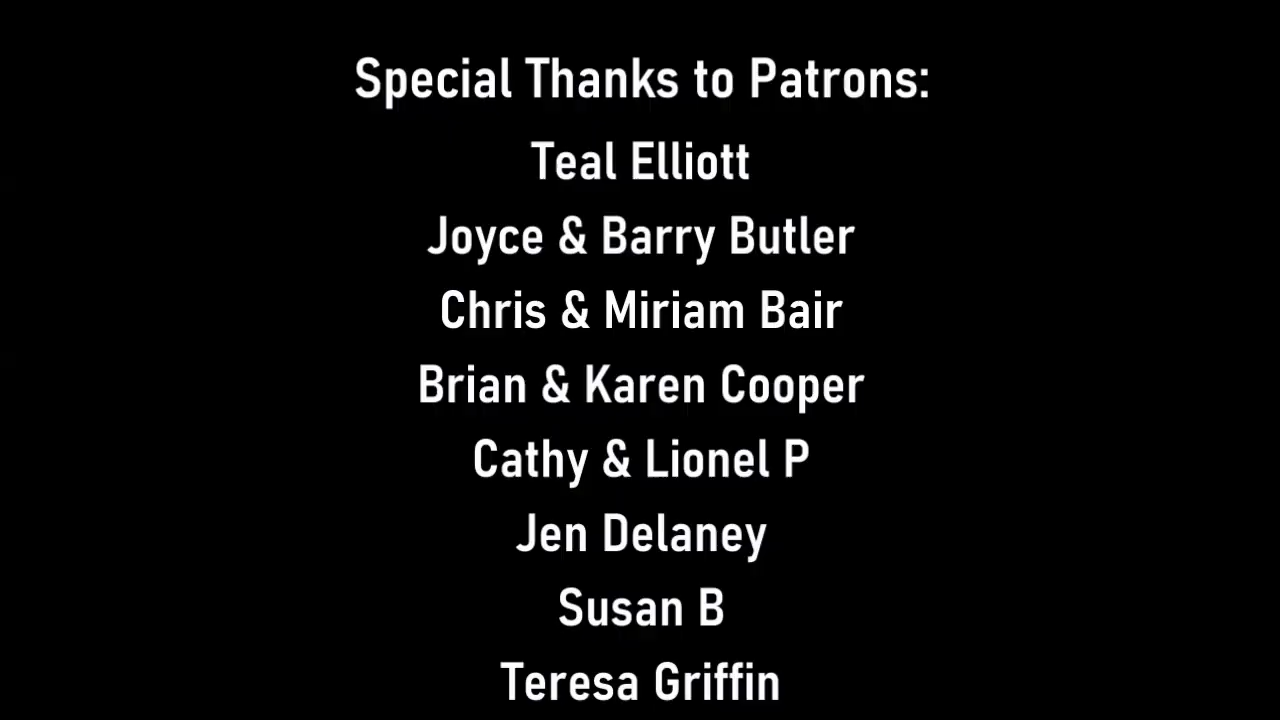 Special Thanks to Patrons:
Teal Elliott
Joyce & Barry Butler
Chris & Miriam Bair
Brian & Karen Cooper
Cathy & Lionel P
Jen Delaney
Susan B
Teresa Griffin